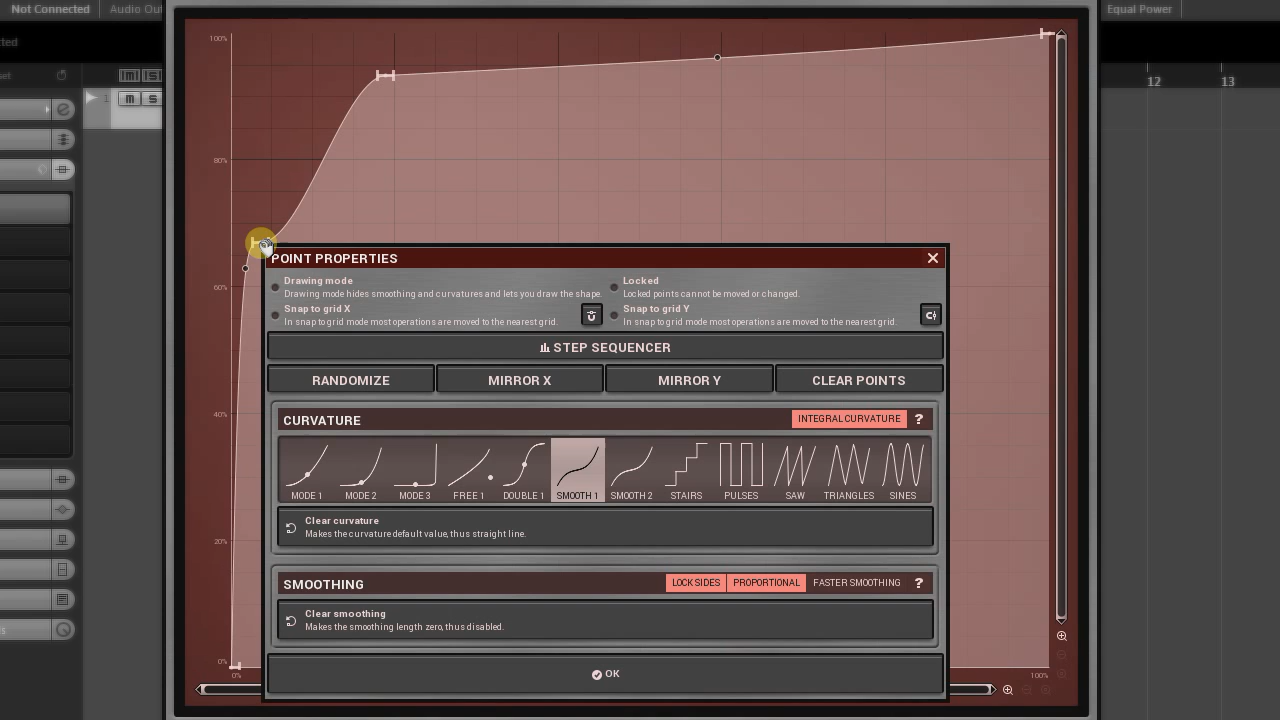 Not Connected
Audio Out
Equal Power
cted
set
[m] [s]
12
13
1
m
s
100%
80%
60%
40%
20%
0%
0%
100%
POINT PROPERTIES
Drawing mode
Drawing mode hides smoothing and curvatures and lets you draw the shape.
Locked
Locked points cannot be moved or changed.
Snap to grid X
In snap to grid mode most operations are moved to the nearest grid.
Snap to grid Y
In snap to grid mode most operations are moved to the nearest grid.
STEP SEQUENCER
RANDOMIZE
MIRROR X
MIRROR Y
CLEAR POINTS
CURVATURE
INTEGRAL CURVATURE
?
MODE 1
MODE 2
MODE 3
FREE 1
DOUBLE 1
SMOOTH 1
SMOOTH 2
STAIRS
PULSES
SAW
TRIANGLES
SINES
Clear curvature
Makes the curvature default value, thus straight line.
SMOOTHING
LOCK SIDES
PROPORTIONAL
FASTER SMOOTHING
?
Clear smoothing
Makes the smoothing length zero, thus disabled.
OK